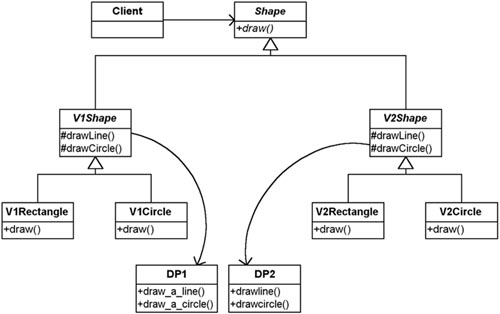 Client
Shape
+draw()
V1Shape
#drawLine()
#drawCircle()
V2Shape
#drawLine()
#drawCircle()
V1Rectangle
+draw()
V1Circle
+draw()
V2Rectangle
+draw()
V2Circle
+draw()
DP1
+draw_a_line()
+draw_a_circle()
DP2
+drawline()
+drawcircle()